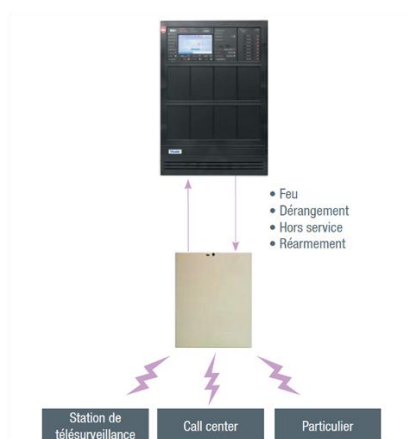 • Feu
• Dérangement
• Hors service
• Réarmement
Station de
télésurveillance
Call center
Particulier